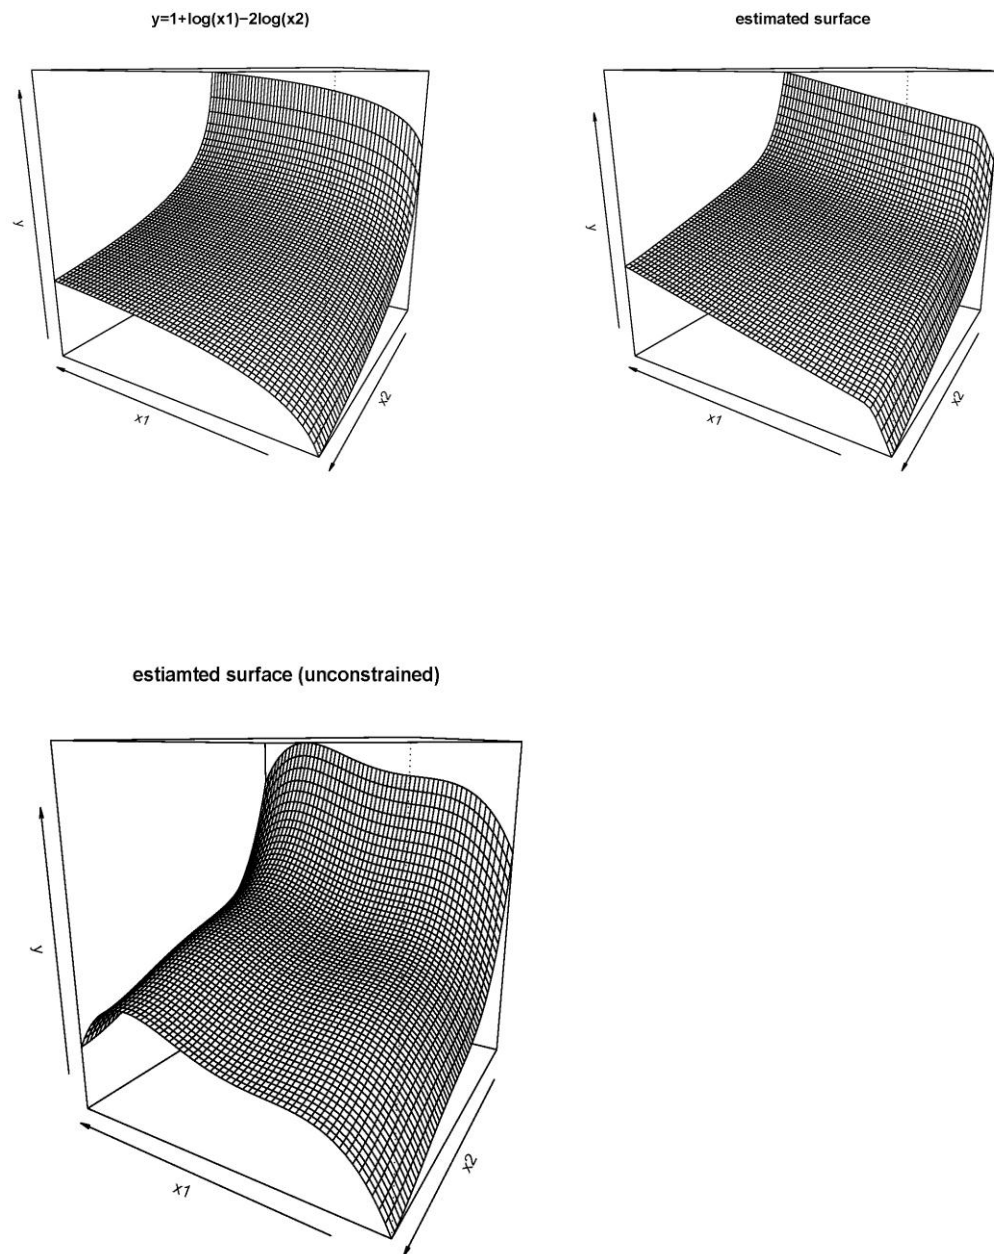 y=1+log(x1)−2log(x2)
y
x1
x2
estimated surface
y
x1
x2
estiamted surface (unconstrained)
y
x1
x2